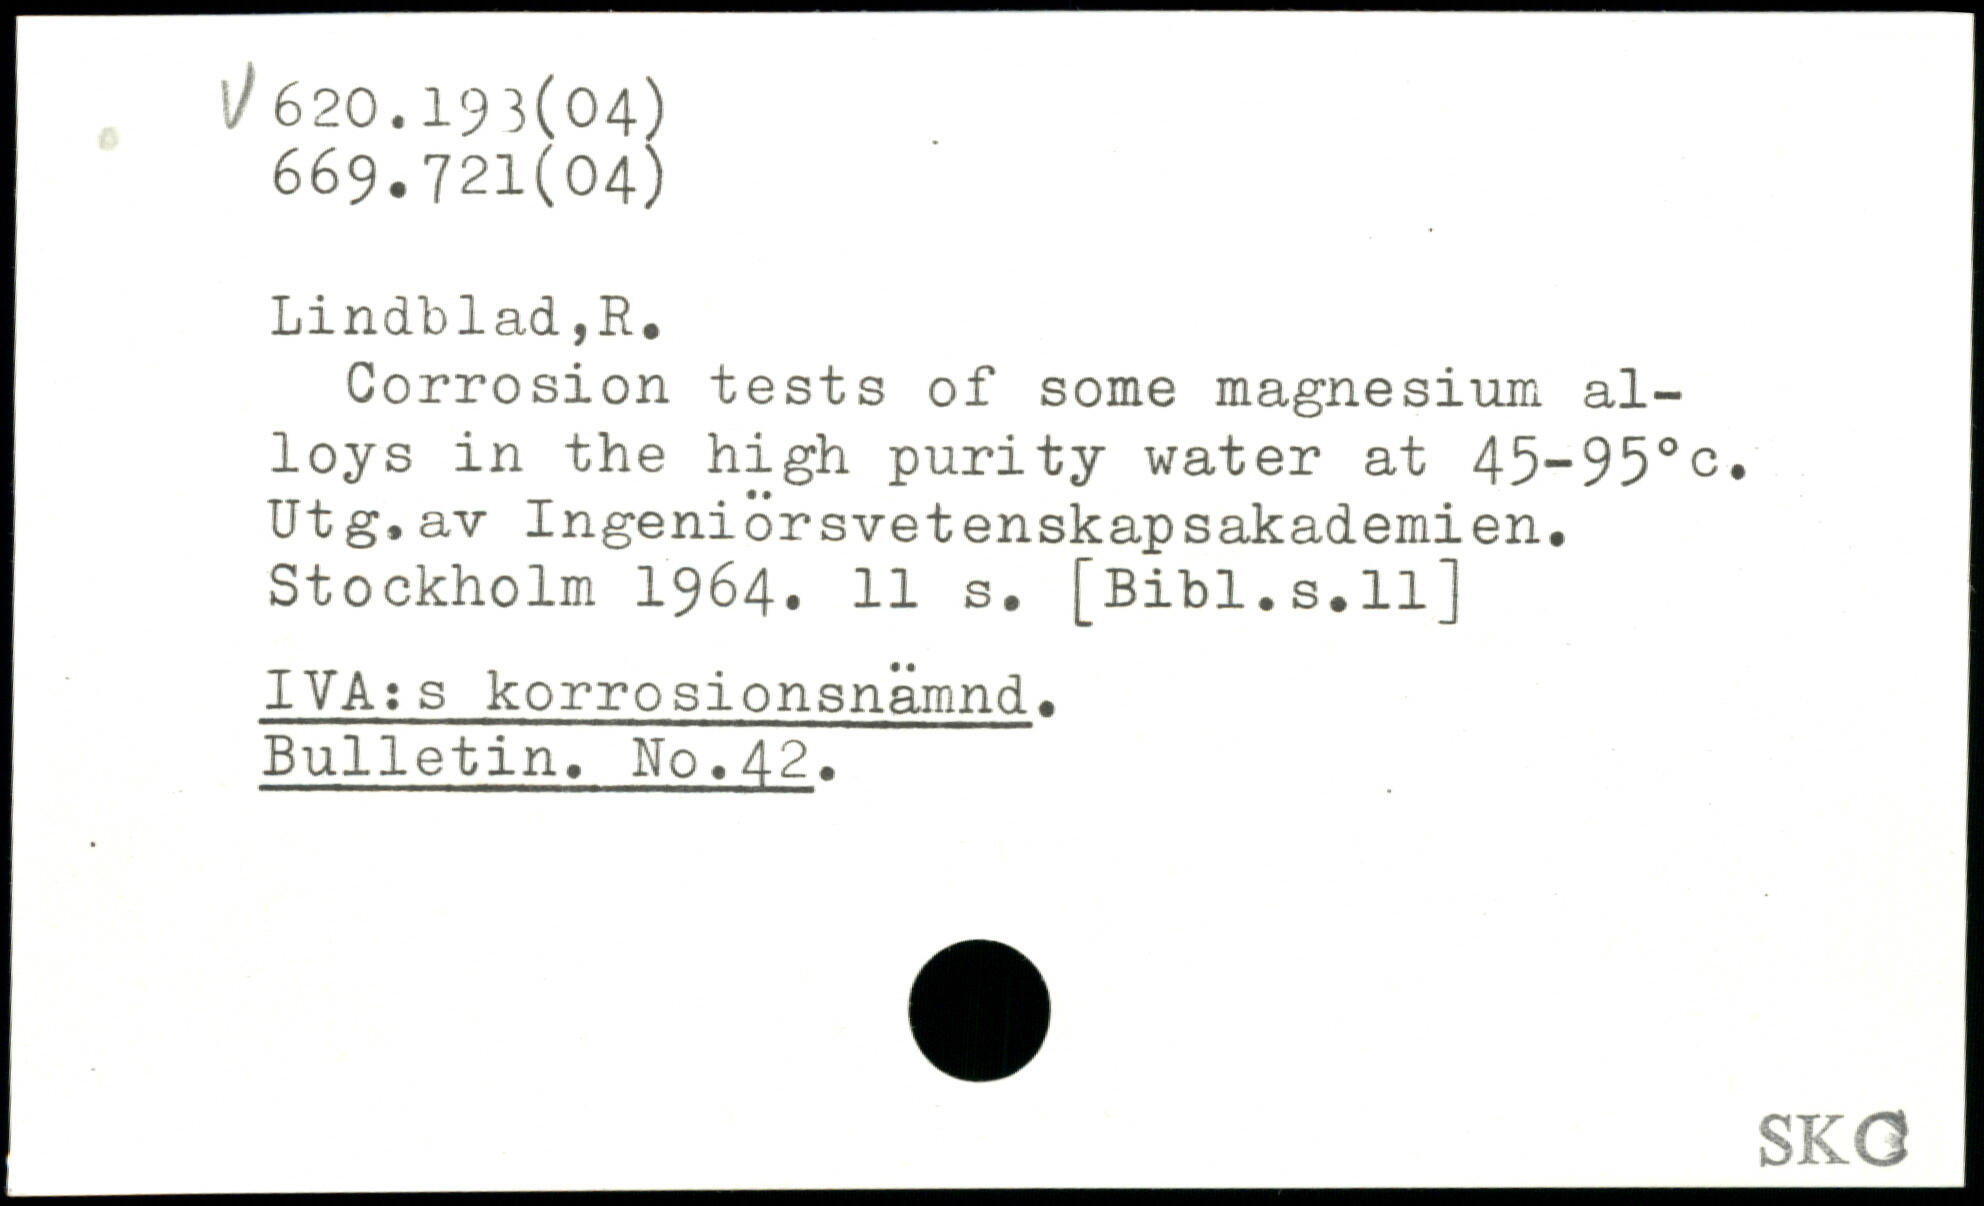 V 620.193(04)
669.721(04)
Lindblad,R.
Corrosion tests of some magnesium al-
loys in the high purity water at 45-95°c.
Utg.av Ingeniörsvetenskapsakademien.
Stockholm 1964. 11 s. [Bibl.s.11]
IVA:s korrosionsnämnd.
Bulletin. No.42.